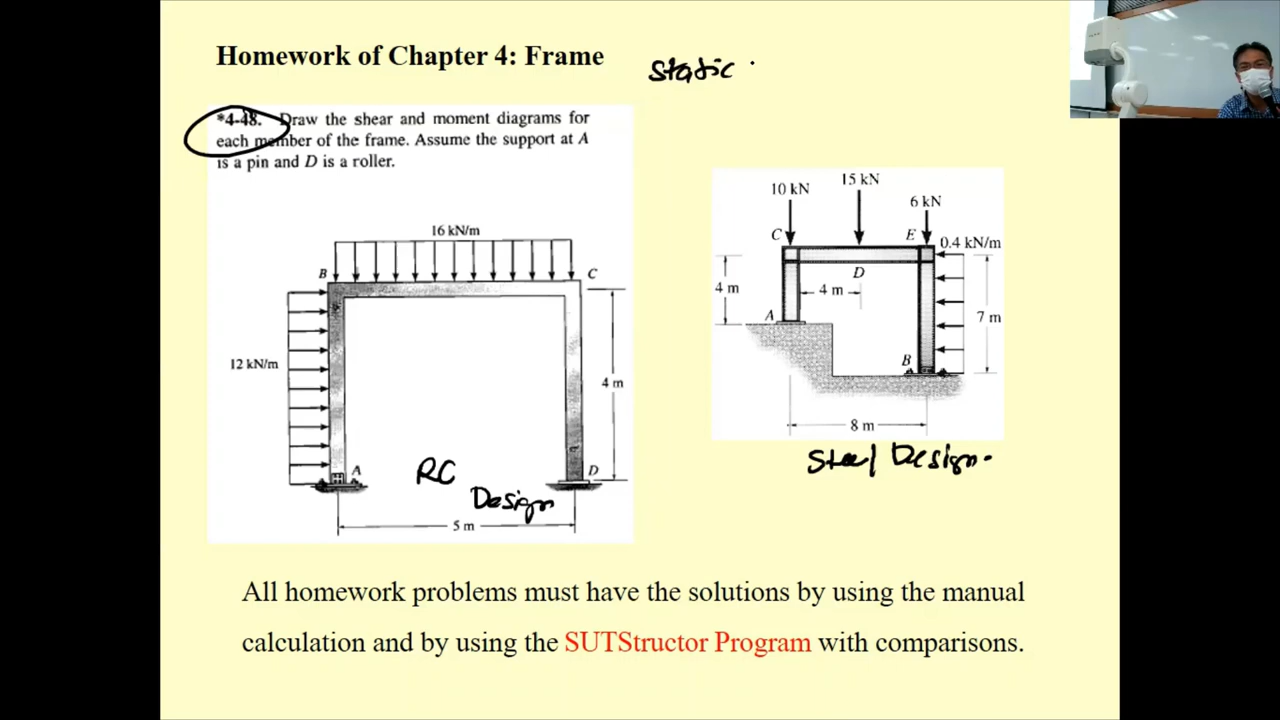 Homework of Chapter 4: Frame
static .
*4-48. Draw the shear and moment diagrams for
each member of the frame. Assume the support at A
is a pin and D is a roller.
16 kN/m
B
C
12 kN/m
4 m
A
D
RC
Design
5 m
10 kN
15 kN
6 kN
C
E
0.4 kN/m
D
4 m
4 m
A
7 m
B
8 m
Steel Design.
All homework problems must have the solutions by using the manual
calculation and by using the SUTStructor Program with comparisons.